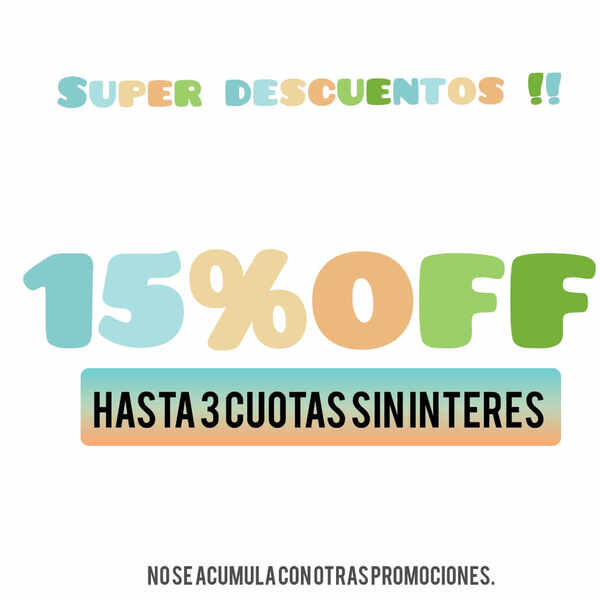 SUPER DESCUENTOS !!
15%OFF
HASTA 3 CUOTAS SIN INTERES
NO SE ACUMULA CON OTRAS PROMOCIONES.